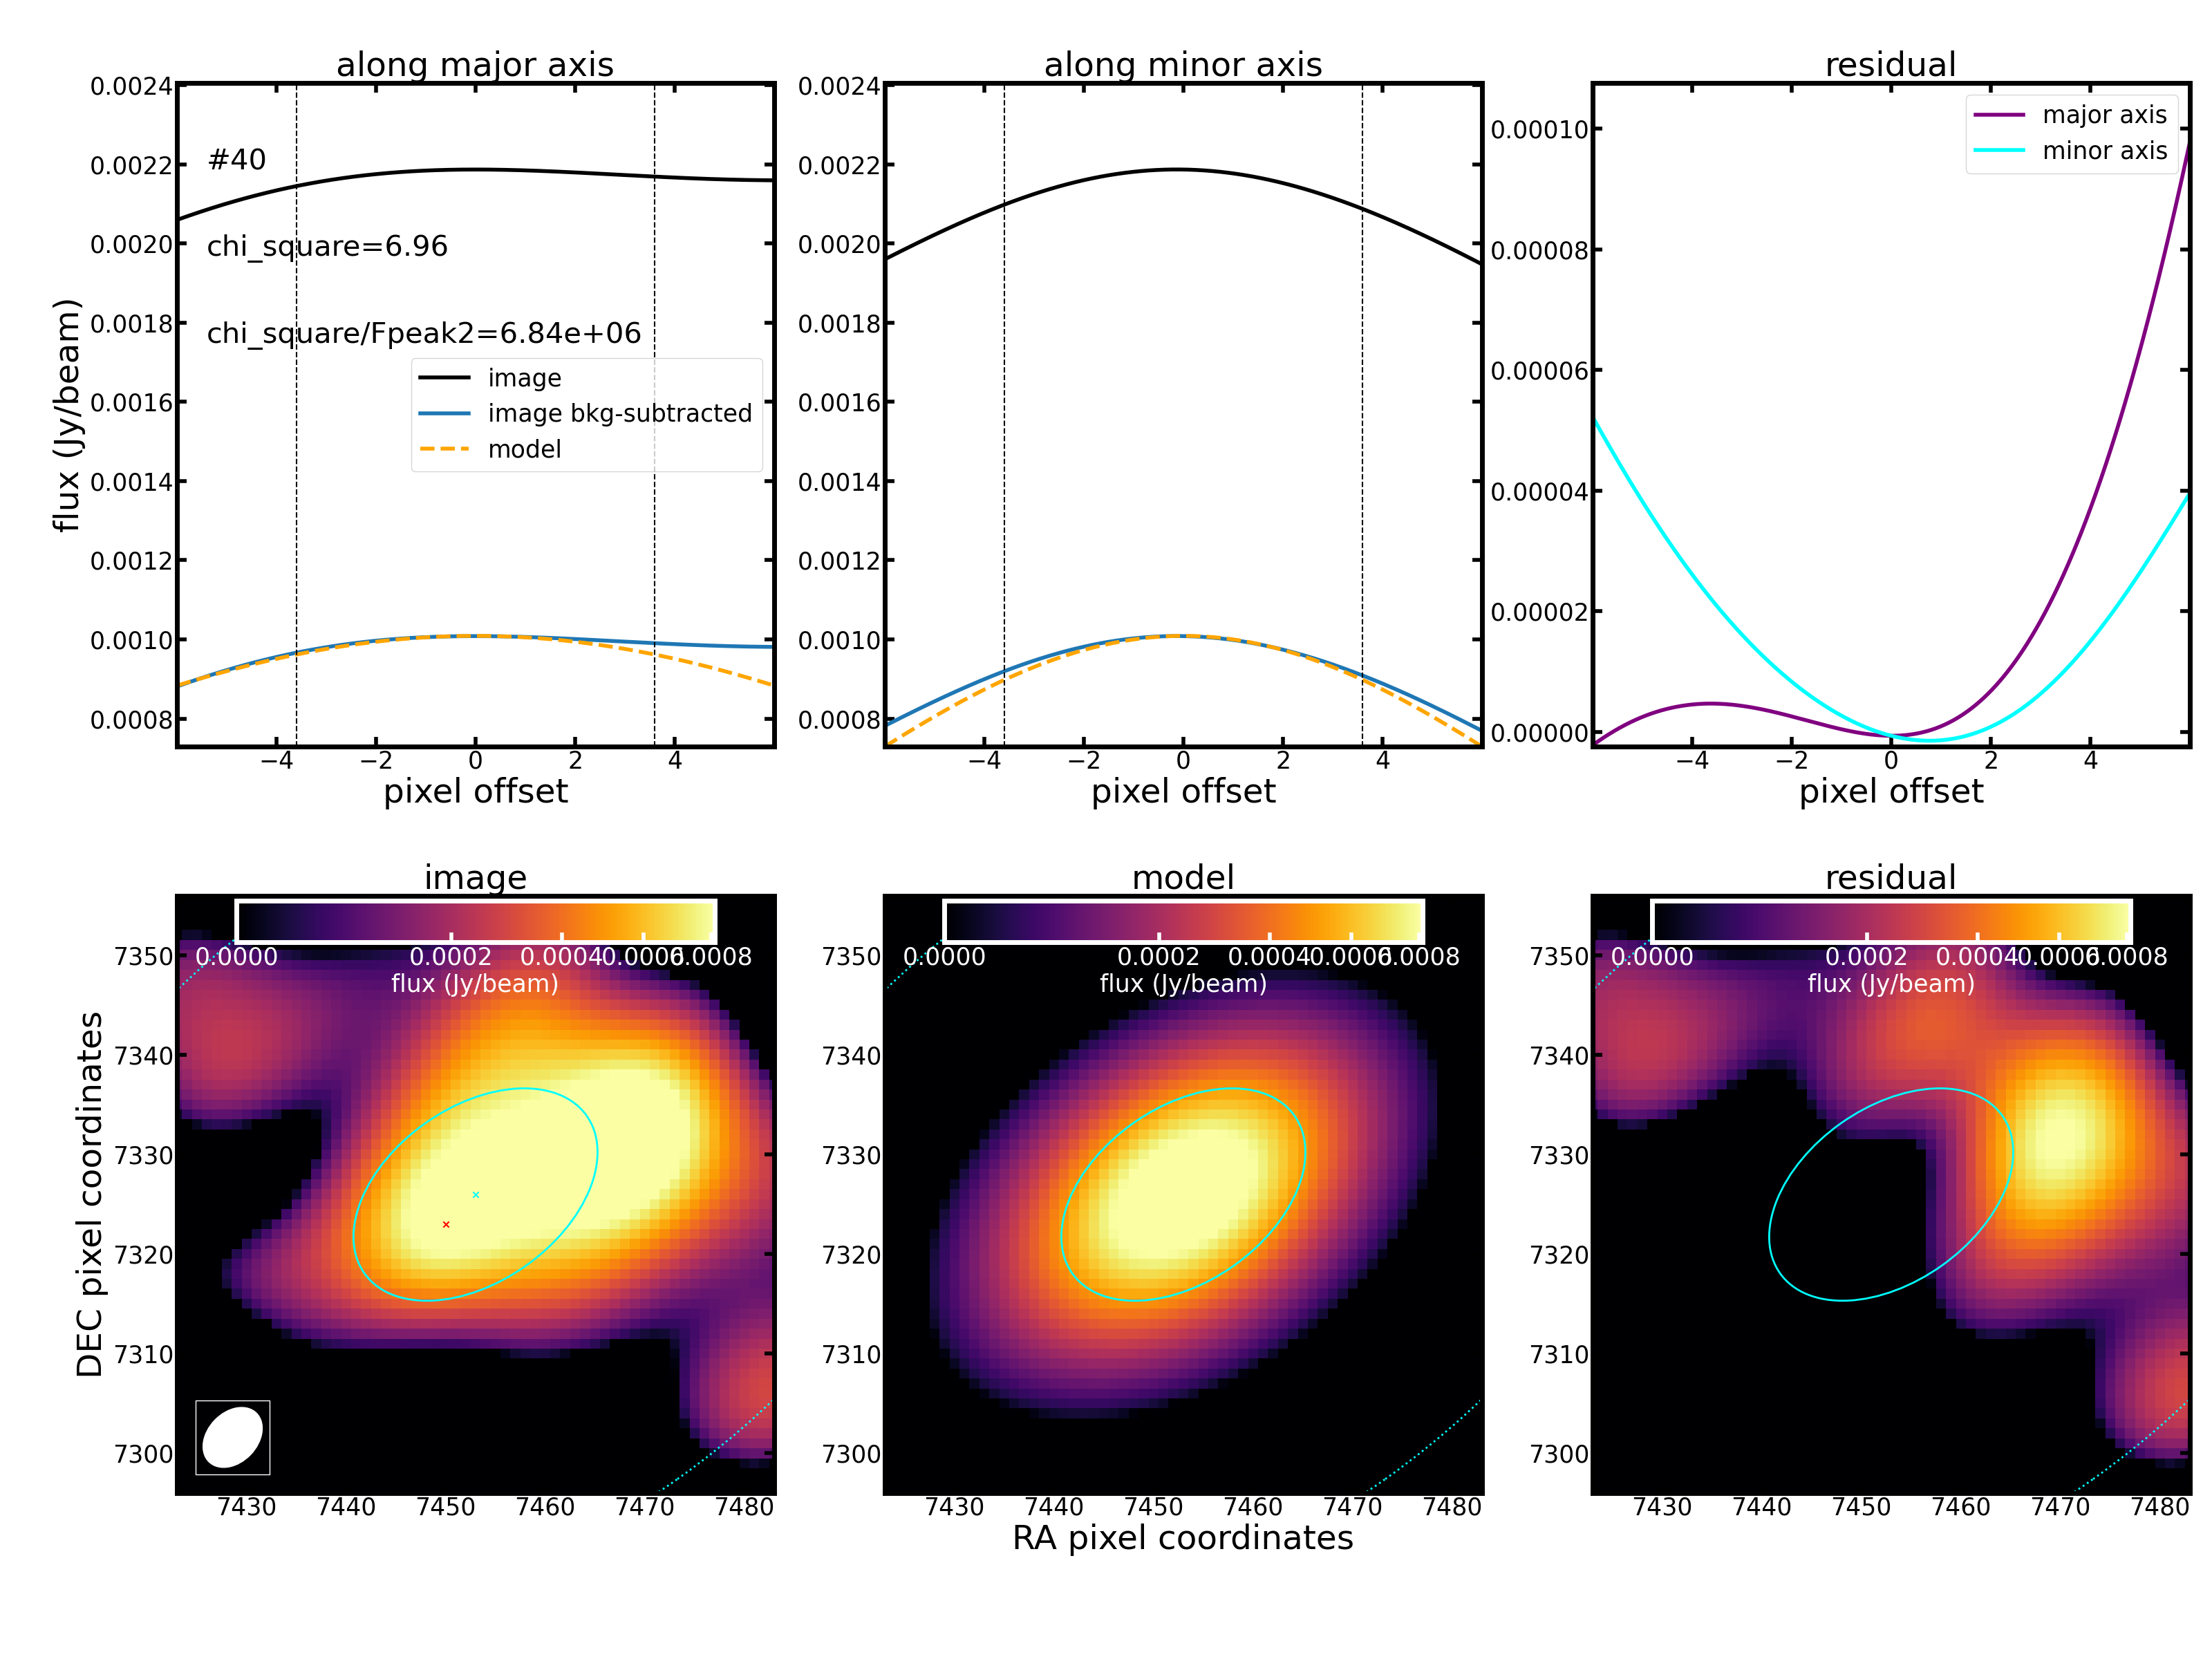 along major axis
along minor axis
residual
0.0024
0.0022
0.0020
0.0018
0.0016
0.0014
0.0012
0.0010
0.0008
flux (Jy/beam)
#40
chi_square=6.96
chi_square/Fpeak2=6.84e+06
image
image bkg-subtracted
model
−4 −2 0 2 4
pixel offset
0.0024
0.0022
0.0020
0.0018
0.0016
0.0014
0.0012
0.0010
0.0008
−4 −2 0 2 4
pixel offset
0.00010
0.00008
0.00006
0.00004
0.00002
0.00000
major axis
minor axis
−4 −2 0 2 4
pixel offset
image
model
residual
DEC pixel coordinates
7350
7340
7330
7320
7310
7300
0.0000 0.0002 0.0004 0.0006 0.0008
flux (Jy/beam)
7430 7440 7450 7460 7470 7480
7350
7340
7330
7320
7310
7300
0.0000 0.0002 0.0004 0.0006 0.0008
flux (Jy/beam)
7430 7440 7450 7460 7470 7480
RA pixel coordinates
7350
7340
7330
7320
7310
7300
0.0000 0.0002 0.0004 0.0006 0.0008
flux (Jy/beam)
7430 7440 7450 7460 7470 7480